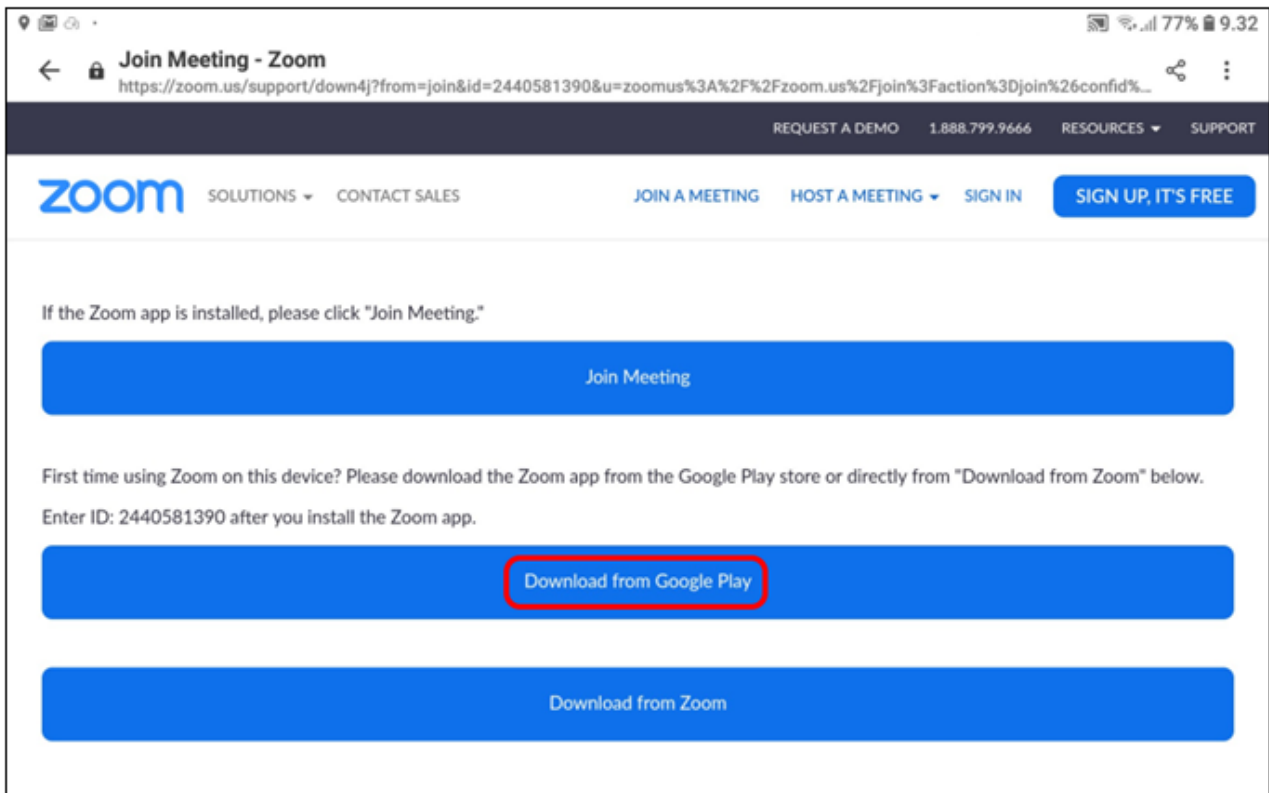 77% 9.32
Join Meeting - Zoom
https://zoom.us/support/down4j?from=join&id=2440581390&u=zoomus%3A%2F%2Fzoom.us%2Fjoin%3Faction%3Djoin%26confid%...
REQUEST A DEMO 1.888.799.9666 RESOURCES SUPPORT
zoom SOLUTIONS CONTACT SALES JOIN A MEETING HOST A MEETING SIGN IN SIGN UP, IT'S FREE
If the Zoom app is installed, please click "Join Meeting."
Join Meeting
First time using Zoom on this device? Please download the Zoom app from the Google Play store or directly from "Download from Zoom" below.
Enter ID: 2440581390 after you install the Zoom app.
Download from Google Play
Download from Zoom